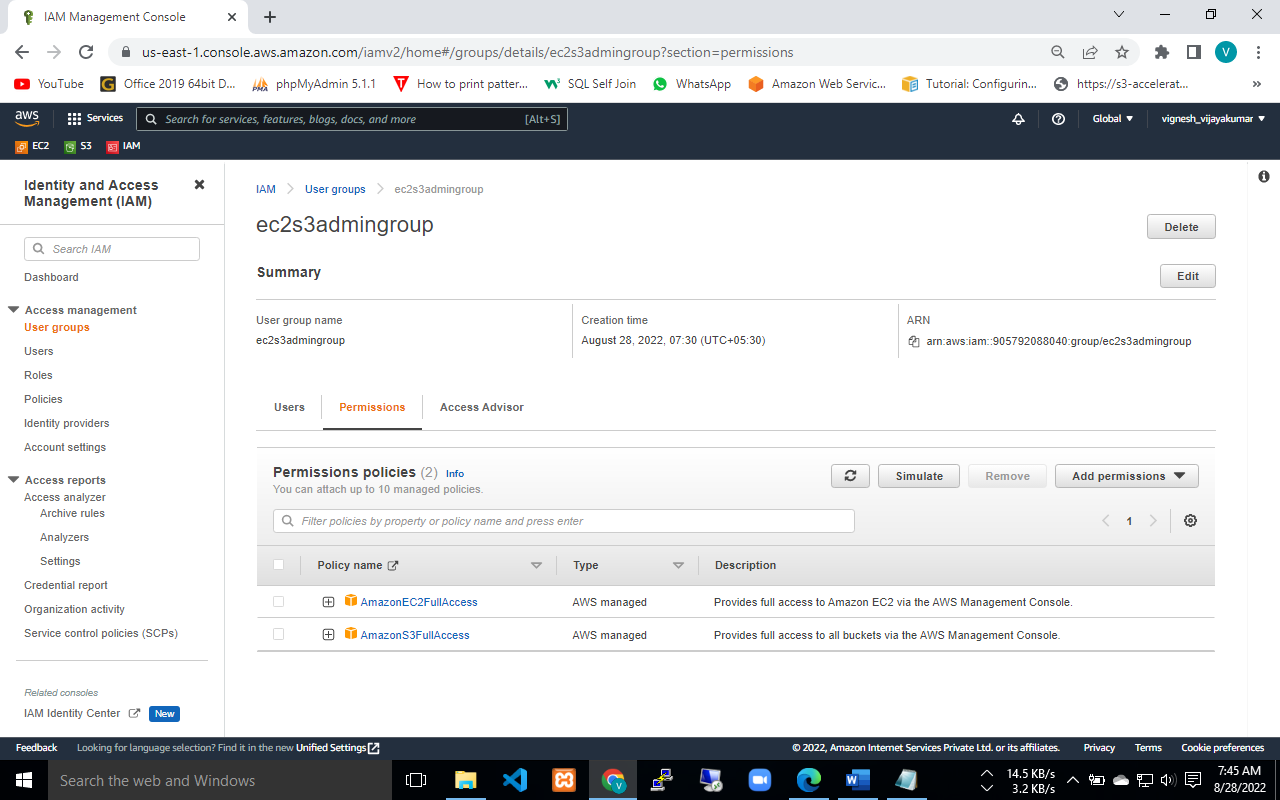 IAM Management Console
us-east-1.console.aws.amazon.com/iamv2/home#/groups/details/ec2s3admingroup?section=permissions
V
YouTube
Office 2019 64bit D...
phpMyAdmin 5.1.1
How to print patter...
SQL Self Join
WhatsApp
Amazon Web Servic...
Tutorial: Configurin...
https://s3-accelerat...
»
aws
Services
Search for services, features, blogs, docs, and more
[Alt+S]
Global
vignesh_vijayakumar
EC2
S3
IAM
Identity and Access
Management (IAM)
Search IAM
Dashboard
Access management
User groups
Users
Roles
Policies
Identity providers
Account settings
Access reports
Access analyzer
Archive rules
Analyzers
Settings
Credential report
Organization activity
Service control policies (SCPs)
Related consoles
IAM Identity Center
New
IAM
User groups
ec2s3admingroup
ec2s3admingroup
Delete
Summary
Edit
User group name
ec2s3admingroup
Creation time
August 28, 2022, 07:30 (UTC+05:30)
ARN
arn:aws:iam::905792088040:group/ec2s3admingroup
Users
Permissions
Access Advisor
Permissions policies (2) Info
You can attach up to 10 managed policies.
Simulate
Remove
Add permissions
Filter policies by property or policy name and press enter
1
Policy name
Type
Description
AmazonEC2FullAccess
AWS managed
Provides full access to Amazon EC2 via the AWS Management Console.
AmazonS3FullAccess
AWS managed
Provides full access to all buckets via the AWS Management Console.
Feedback
Looking for language selection? Find it in the new Unified Settings
© 2022, Amazon Internet Services Private Ltd. or its affiliates.
Privacy
Terms
Cookie preferences
Search the web and Windows
14.5 KB/s
3.2 KB/s
7:45 AM
8/28/2022